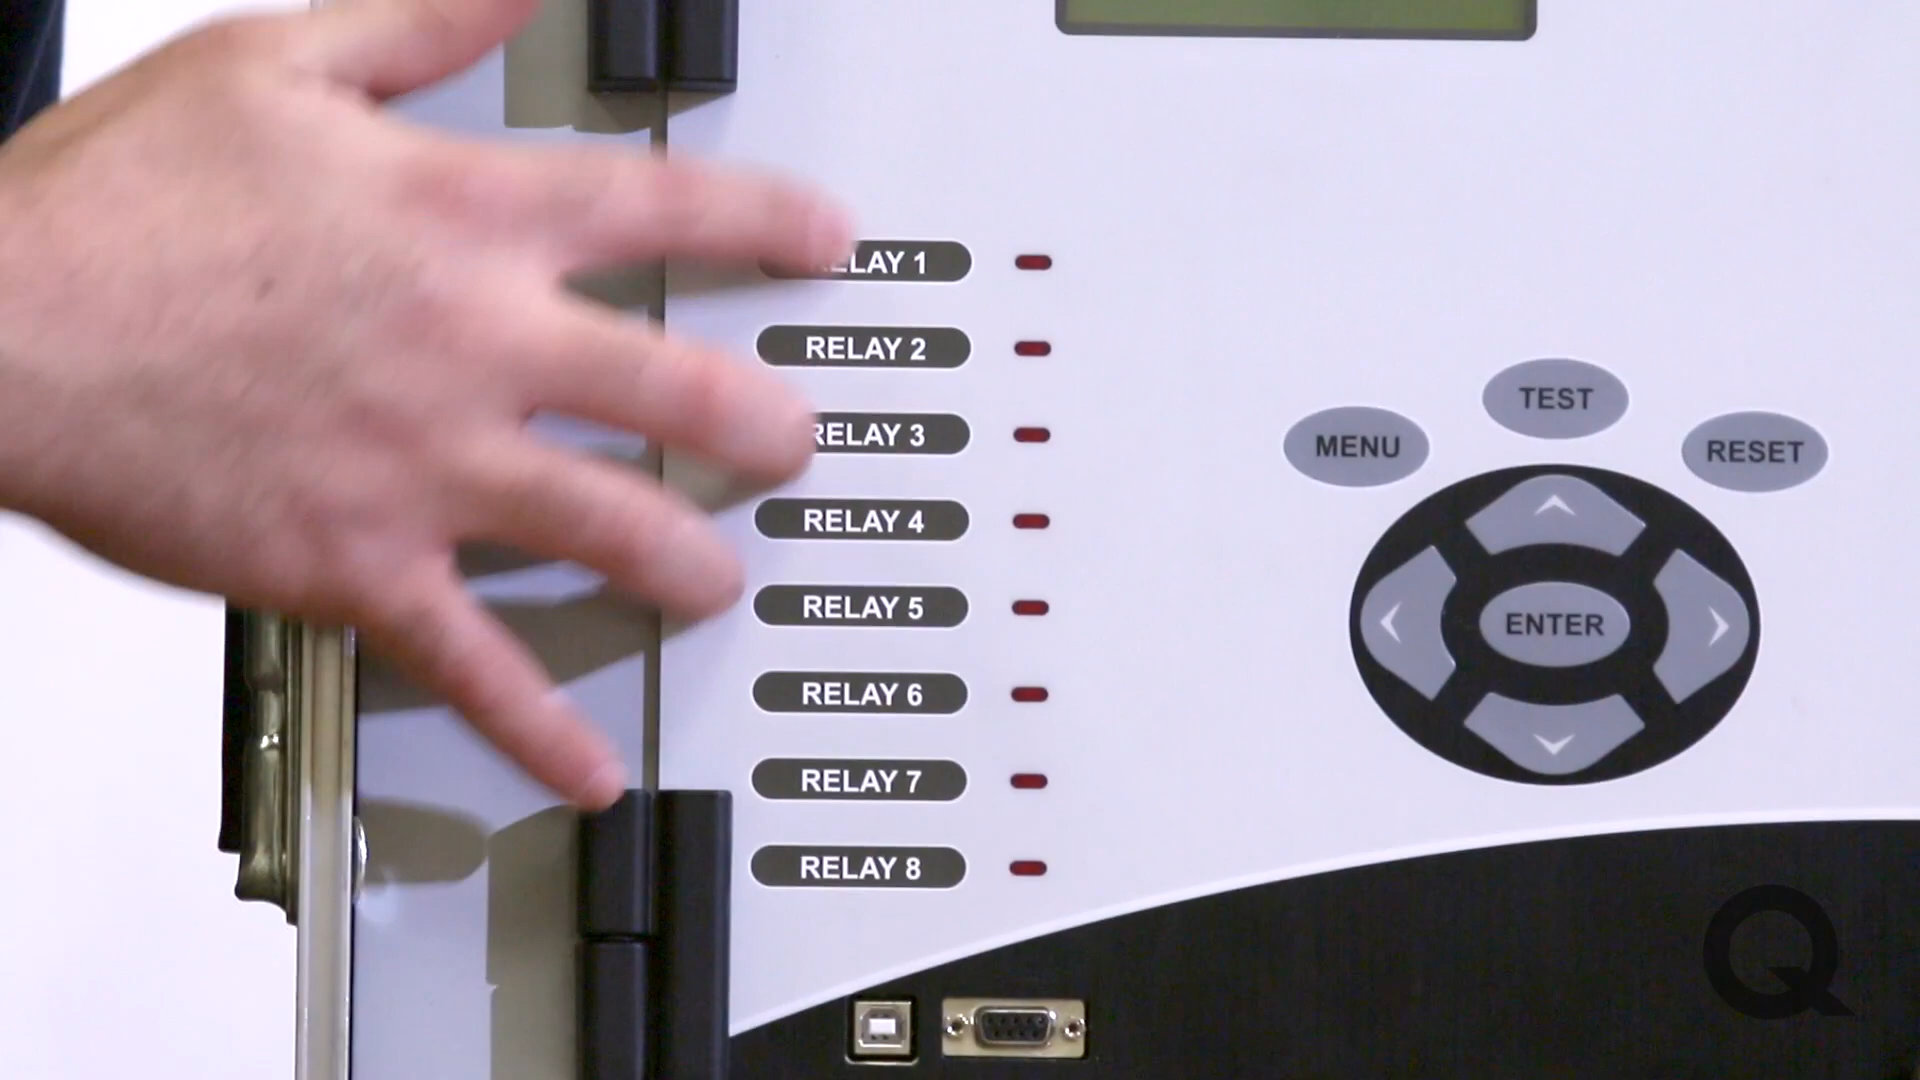 ELAY 1
RELAY 2
RELAY 3
RELAY 4
RELAY 5
RELAY 6
RELAY 7
RELAY 8
TEST
MENU
RESET
ENTER
Q